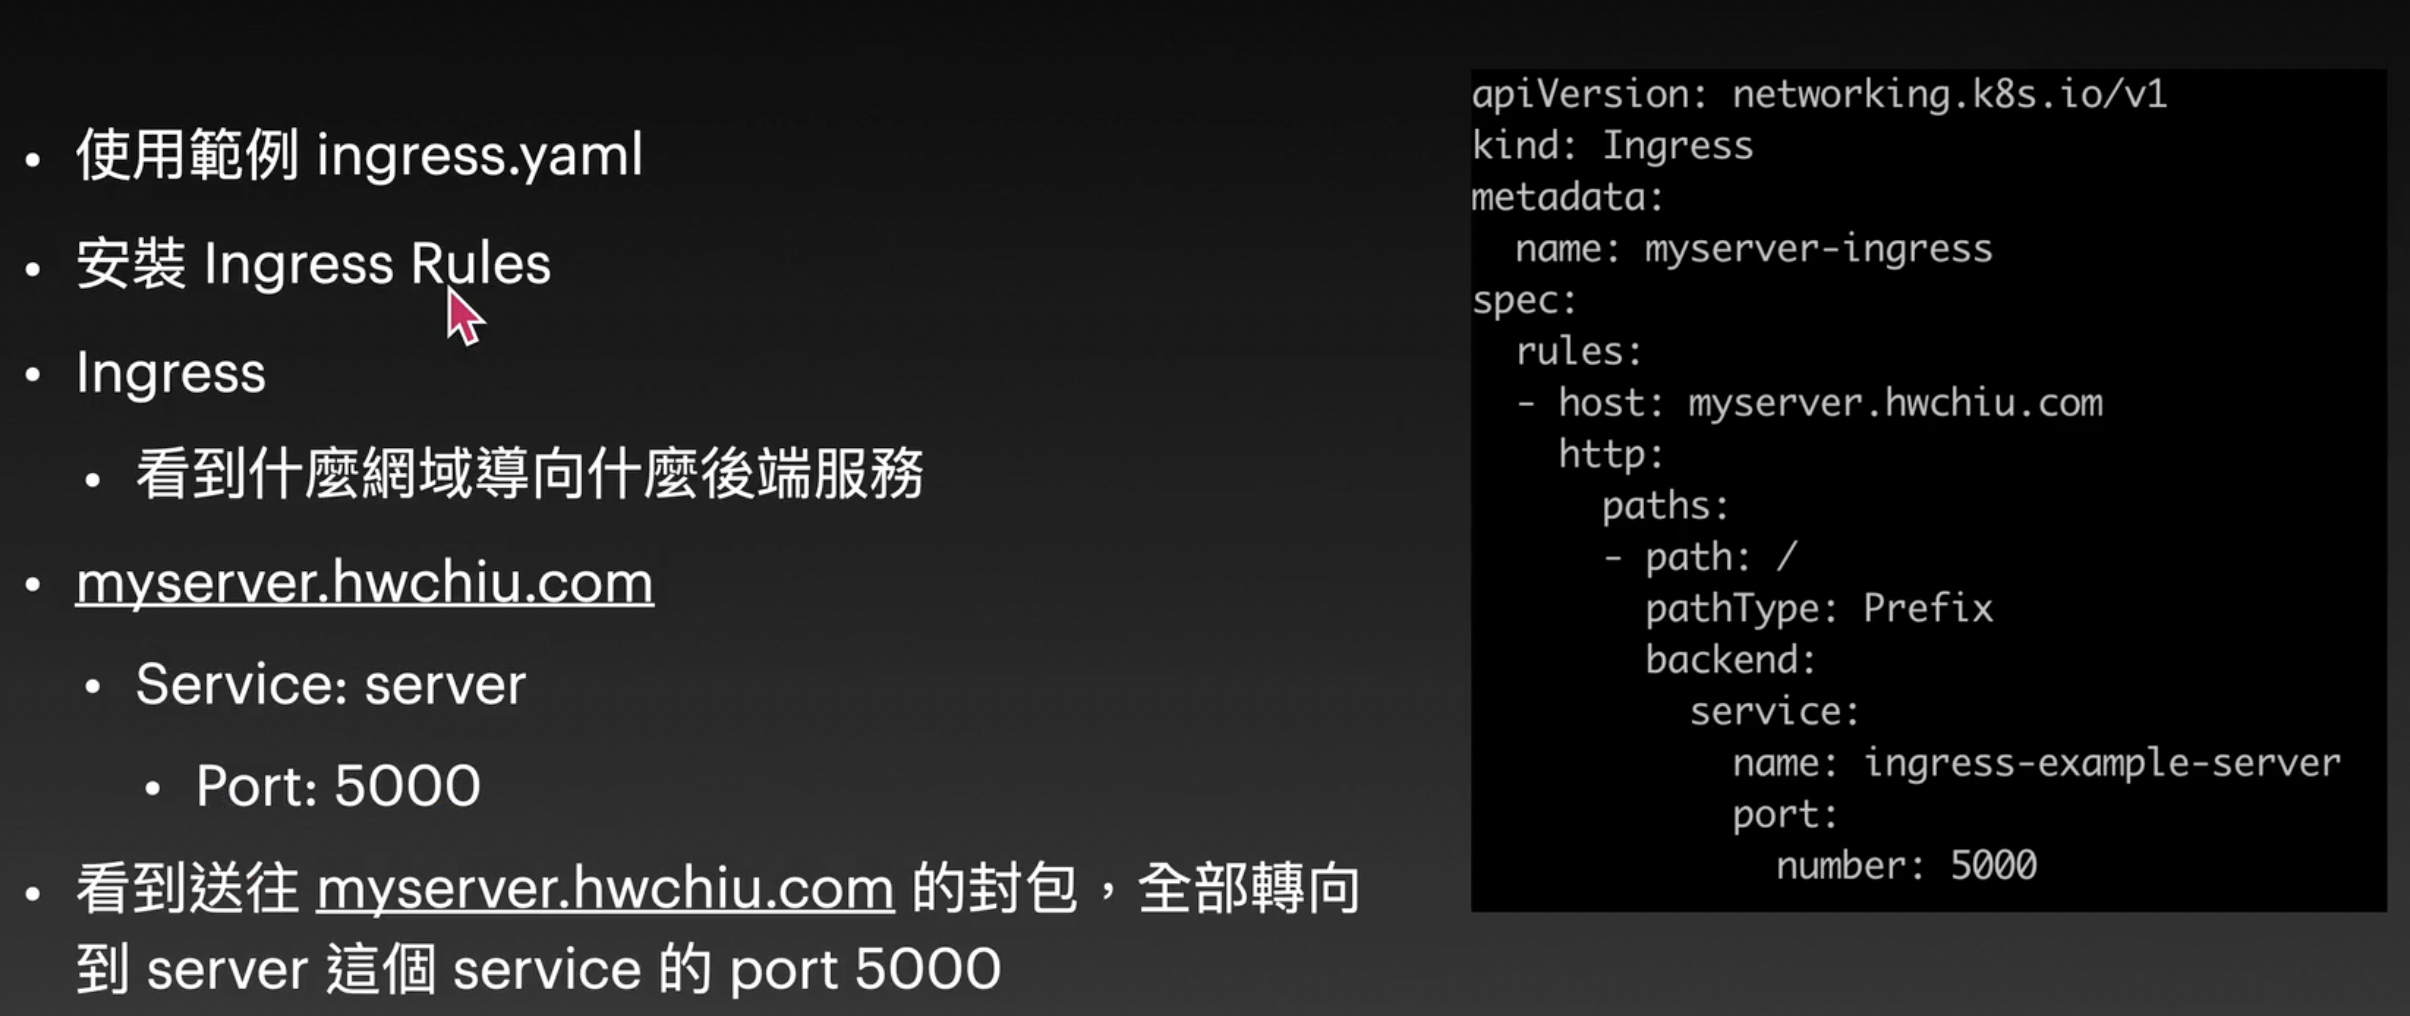 • 使用範例 ingress.yaml
• 安裝 Ingress Rules
• Ingress
• 看到什麼網域導向什麼後端服務
• myserver.hwchiu.com
• Service: server
• Port: 5000
• 看到送往 myserver.hwchiu.com 的封包，全部轉向
到 server 這個 service 的 port 5000
apiVersion: networking.k8s.io/v1
kind: Ingress
metadata:
  name: myserver-ingress
spec:
  rules:
  - host: myserver.hwchiu.com
    http:
      paths:
      - path: /
        pathType: Prefix
        backend:
          service:
            name: ingress-example-server
            port:
              number: 5000